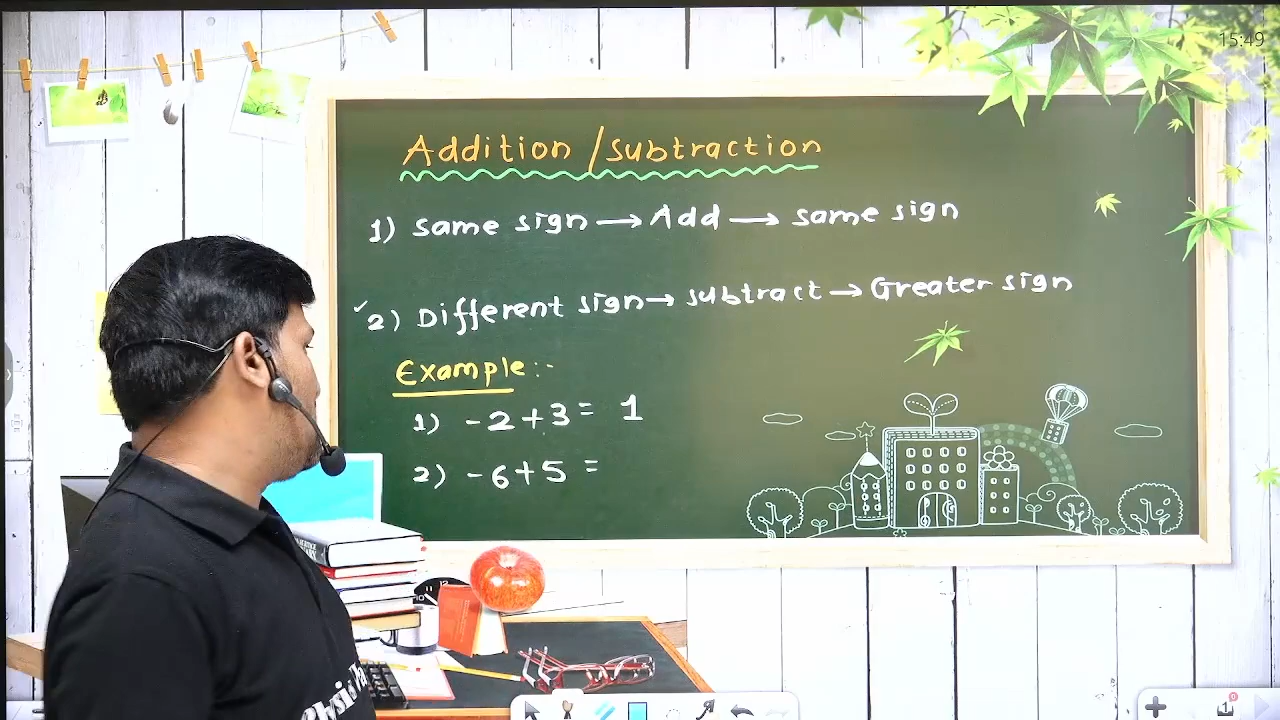 15:49
Addition / Subtraction
1) Same sign → Add → same sign
✓2) Different sign → subtract → Greater sign
Example :-
1) -2+3 = 1
2) -6+5 =